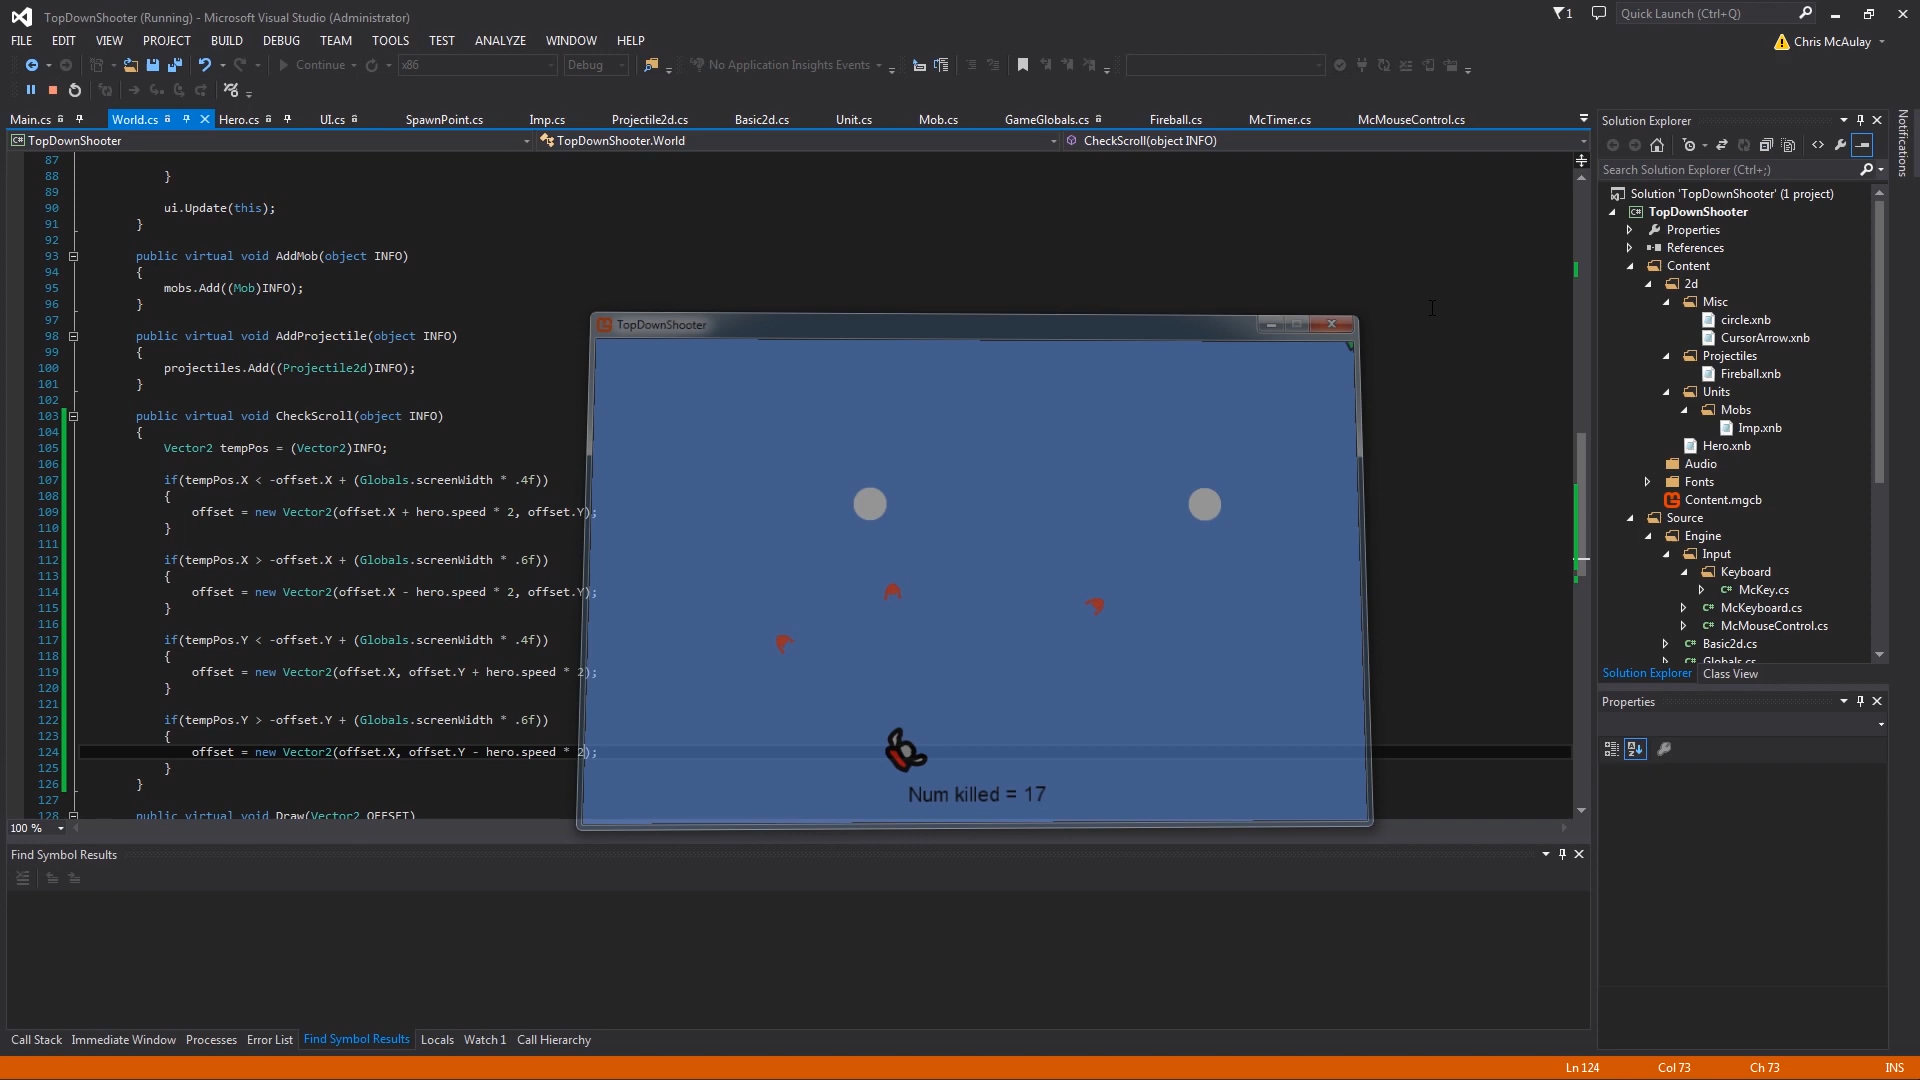 TopDownShooter (Running) - Microsoft Visual Studio (Administrator)
1
Quick Launch (Ctrl+Q)
FILE EDIT VIEW PROJECT BUILD DEBUG TEAM TOOLS TEST ANALYZE WINDOW HELP
Chris McAulay
Continue x86 Debug No Application Insights Events
Main.cs World.cs Hero.cs UI.cs SpawnPoint.cs Imp.cs Projectile2d.cs Basic2d.cs Unit.cs Mob.cs GameGlobals.cs Fireball.cs McTimer.cs McMouseControl.cs
TopDownShooter TopDownShooter.World CheckScroll(object INFO)
87
88 }
89
90 ui.Update(this);
91 }
92
93 public virtual void AddMob(object INFO)
94 {
95 mobs.Add((Mob)INFO);
96 }
97
98 public virtual void AddProjectile(object INFO)
99 {
100 projectiles.Add((Projectile2d)INFO);
101 }
102
103 public virtual void CheckScroll(object INFO)
104 {
105 Vector2 tempPos = (Vector2)INFO;
106
107 if(tempPos.X < -offset.X + (Globals.screenWidth * .4f))
108 {
109 offset = new Vector2(offset.X + hero.speed * 2, offset.Y);
110 }
111
112 if(tempPos.X > -offset.X + (Globals.screenWidth * .6f))
113 {
114 offset = new Vector2(offset.X - hero.speed * 2, offset.Y);
115 }
116
117 if(tempPos.Y < -offset.Y + (Globals.screenWidth * .4f))
118 {
119 offset = new Vector2(offset.X, offset.Y + hero.speed * 2);
120 }
121
122 if(tempPos.Y > -offset.Y + (Globals.screenWidth * .6f))
123 {
124 offset = new Vector2(offset.X, offset.Y - hero.speed * 2);
125 }
126 }
127
128 public virtual void Draw(Vector2 OFFSET)
100 %
TopDownShooter
Num killed = 17
Solution Explorer
Search Solution Explorer (Ctrl+;)
Solution 'TopDownShooter' (1 project)
TopDownShooter
Properties
References
Content
2d
Misc
circle.xnb
CursorArrow.xnb
Projectiles
Fireball.xnb
Units
Mobs
Imp.xnb
Hero.xnb
Audio
Fonts
Content.mgcb
Source
Engine
Input
Keyboard
McKey.cs
McKeyboard.cs
McMouseControl.cs
Basic2d.cs
Globals.cs
Solution Explorer Class View
Properties
Notifications
Find Symbol Results
Call Stack Immediate Window Processes Error List Find Symbol Results Locals Watch 1 Call Hierarchy
Ln 124 Col 73 Ch 73 INS